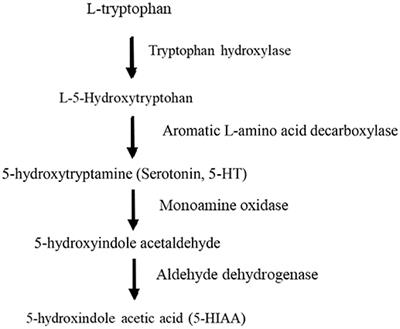 L-tryptophan
Tryptophan hydroxylase
L-5-Hydroxytryptohan
Aromatic L-amino acid decarboxylase
5-hydroxytryptamine (Serotonin, 5-HT)
Monoamine oxidase
5-hydroxyindole acetaldehyde
Aldehyde dehydrogenase
5-hydroxindole acetic acid (5-HIAA)